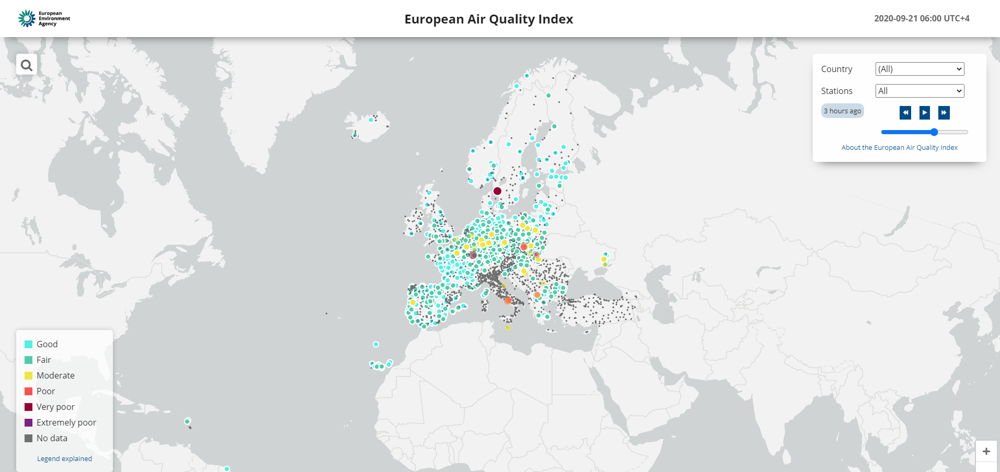 European
Environment
Agency
European Air Quality Index
2020-09-21 06:00 UTC+4
Country
(All)
Stations
All
3 hours ago
About the European Air Quality Index
Good
Fair
Moderate
Poor
Very poor
Extremely poor
No data
Legend explained
+